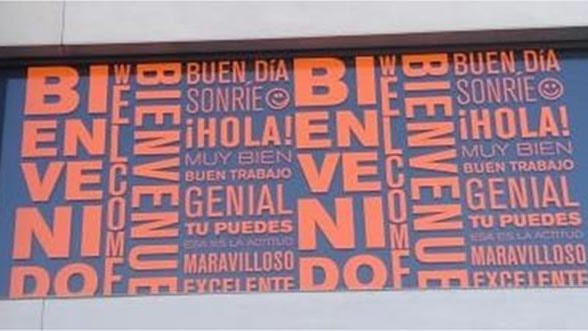 BI
EN
VE
NI
DO
WELCOME
BIENVENUE
BUEN DÍA
SONRÍE
¡HOLA!
MUY BIEN
BUEN TRABAJO
GENIAL
TU PUEDES
ESA ES LA ACTITUD
MARAVILLOSO
EXCELENTE
BI
EN
VE
NI
DO
WELCOME
BIENVENUE
BUEN DÍA
SONRÍE
¡HOLA!
MUY BIEN
BUEN TRABAJO
GENIAL
TU PUEDES
ESA ES LA ACTITUD
MARAVILLOSO
EXCELENTE